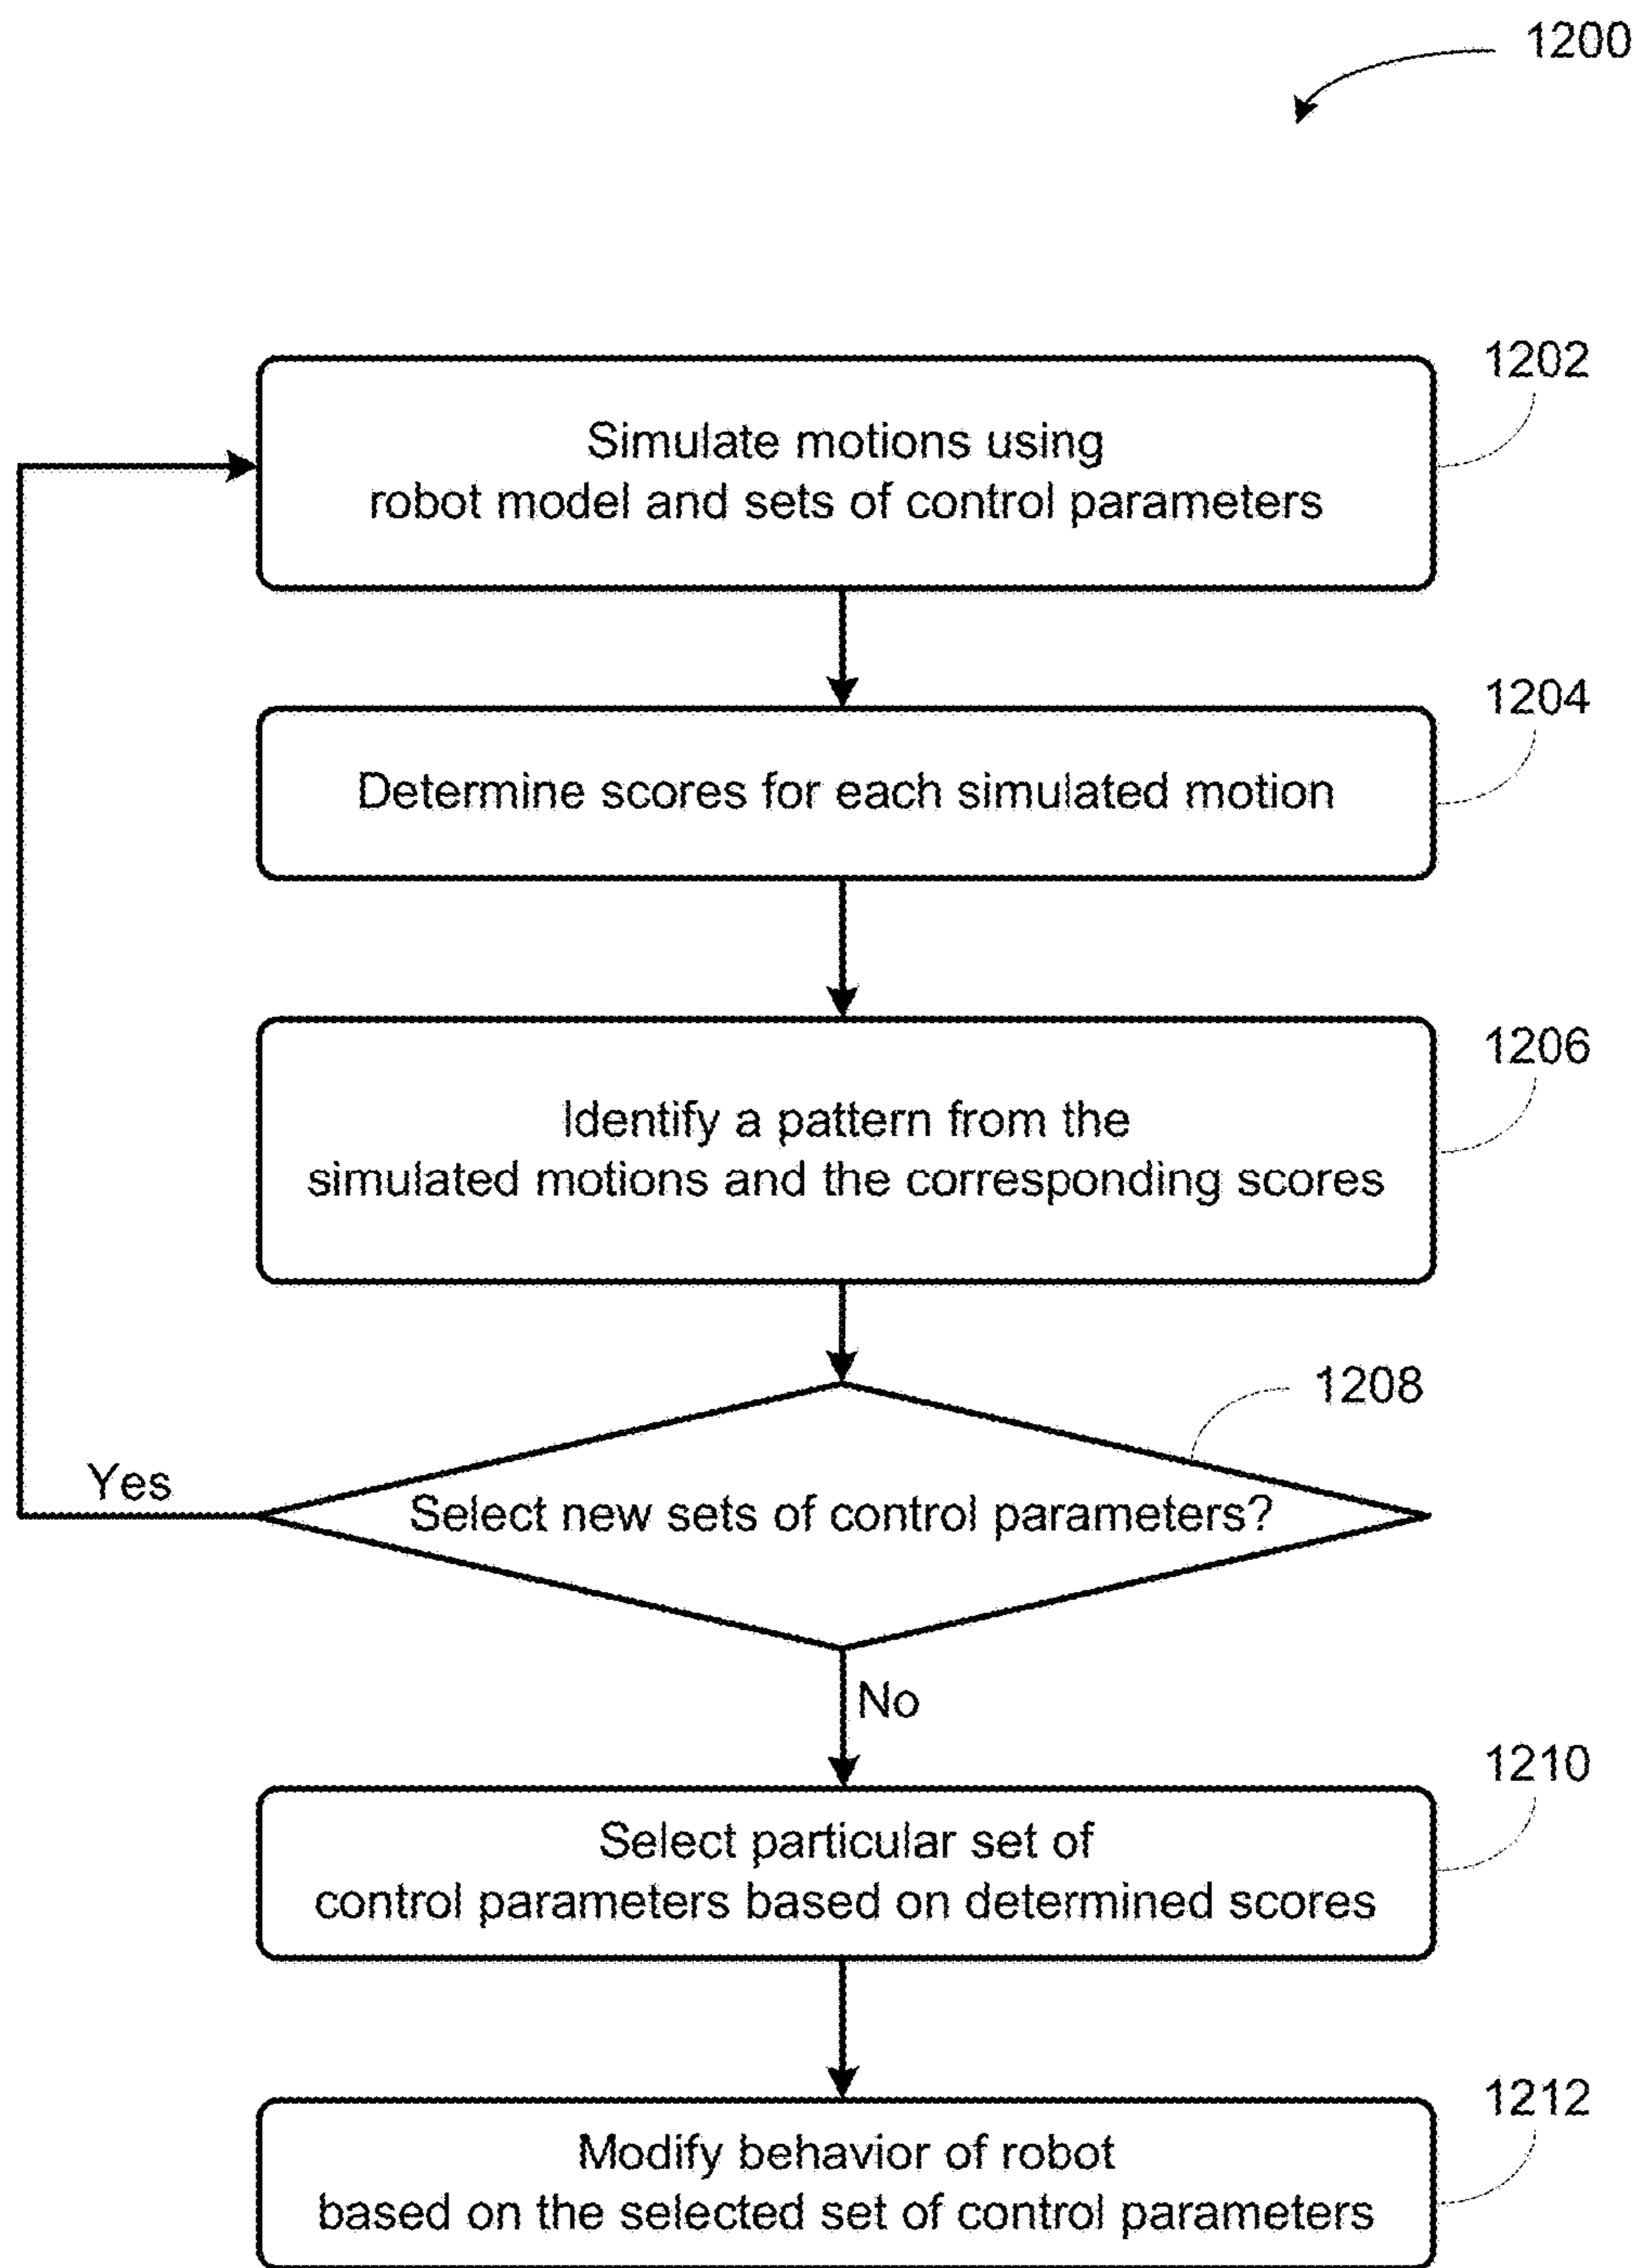 1200
1202
Simulate motions using
robot model and sets of control parameters
1204
Determine scores for each simulated motion
1206
Identify a pattern from the
simulated motions and the corresponding scores
1208
Yes
Select new sets of control parameters?
No
1210
Select particular set of
control parameters based on determined scores
1212
Modify behavior of robot
based on the selected set of control parameters